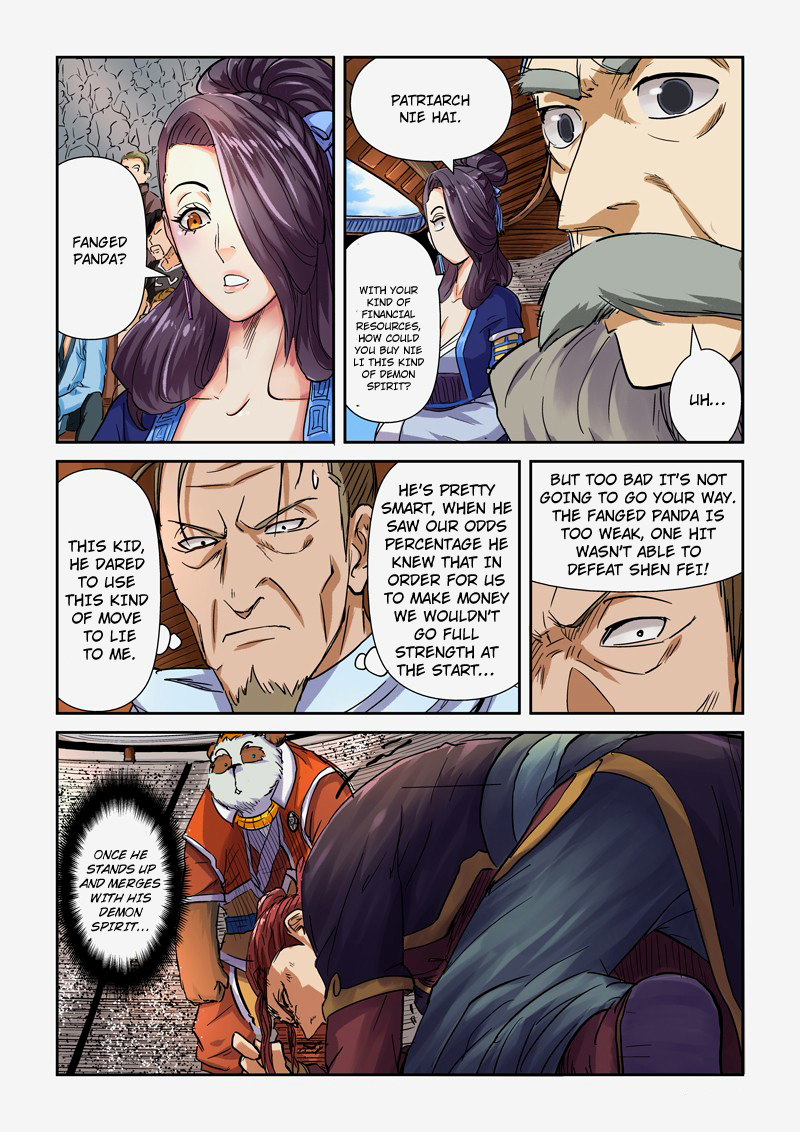 FANGED
PANDA?
PATRIARCH
NIE HAI.
WITH YOUR
KIND OF
FINANCIAL
RESOURCES,
HOW COULD
YOU BUY NIE
LI THIS KIND
OF DEMON
SPIRIT?
UH...
THIS KID,
HE DARED
TO USE
THIS KIND
OF MOVE
TO LIE
TO ME.
HE'S PRETTY
SMART, WHEN HE
SAW OUR ODDS
PERCENTAGE HE
KNEW THAT IN
ORDER FOR US
TO MAKE MONEY
WE WOULDN'T
GO FULL
STRENGTH AT
THE START...
BUT TOO BAD IT'S NOT
GOING TO GO YOUR WAY.
THE FANGED PANDA IS
TOO WEAK, ONE HIT
WASN'T ABLE TO
DEFEAT SHEN FEI!
ONCE HE
STANDS UP
AND MERGES
WITH HIS
DEMON
SPIRIT...